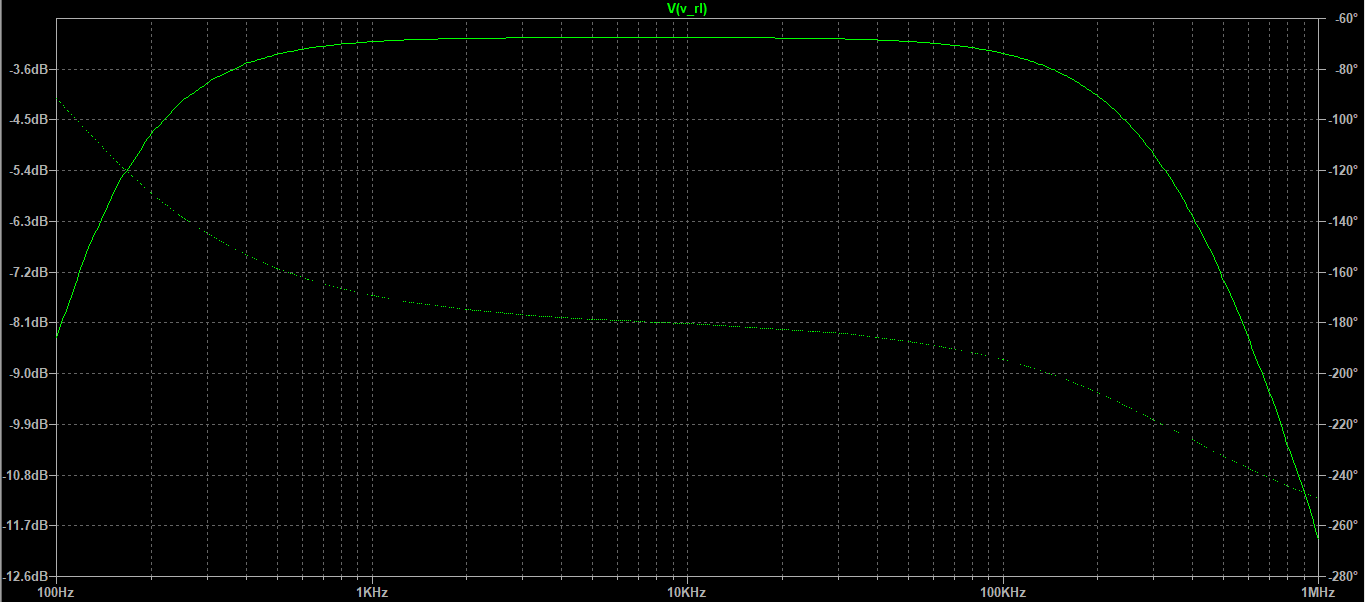 V(v_rl)
-60°
-3.6dB
-80°
-4.5dB
-100°
-5.4dB
-120°
-6.3dB
-140°
-7.2dB
-160°
-8.1dB
-180°
-9.0dB
-200°
-9.9dB
-220°
-10.8dB
-240°
-11.7dB
-260°
-12.6dB
-280°
100Hz
1KHz
10KHz
100KHz
1MHz